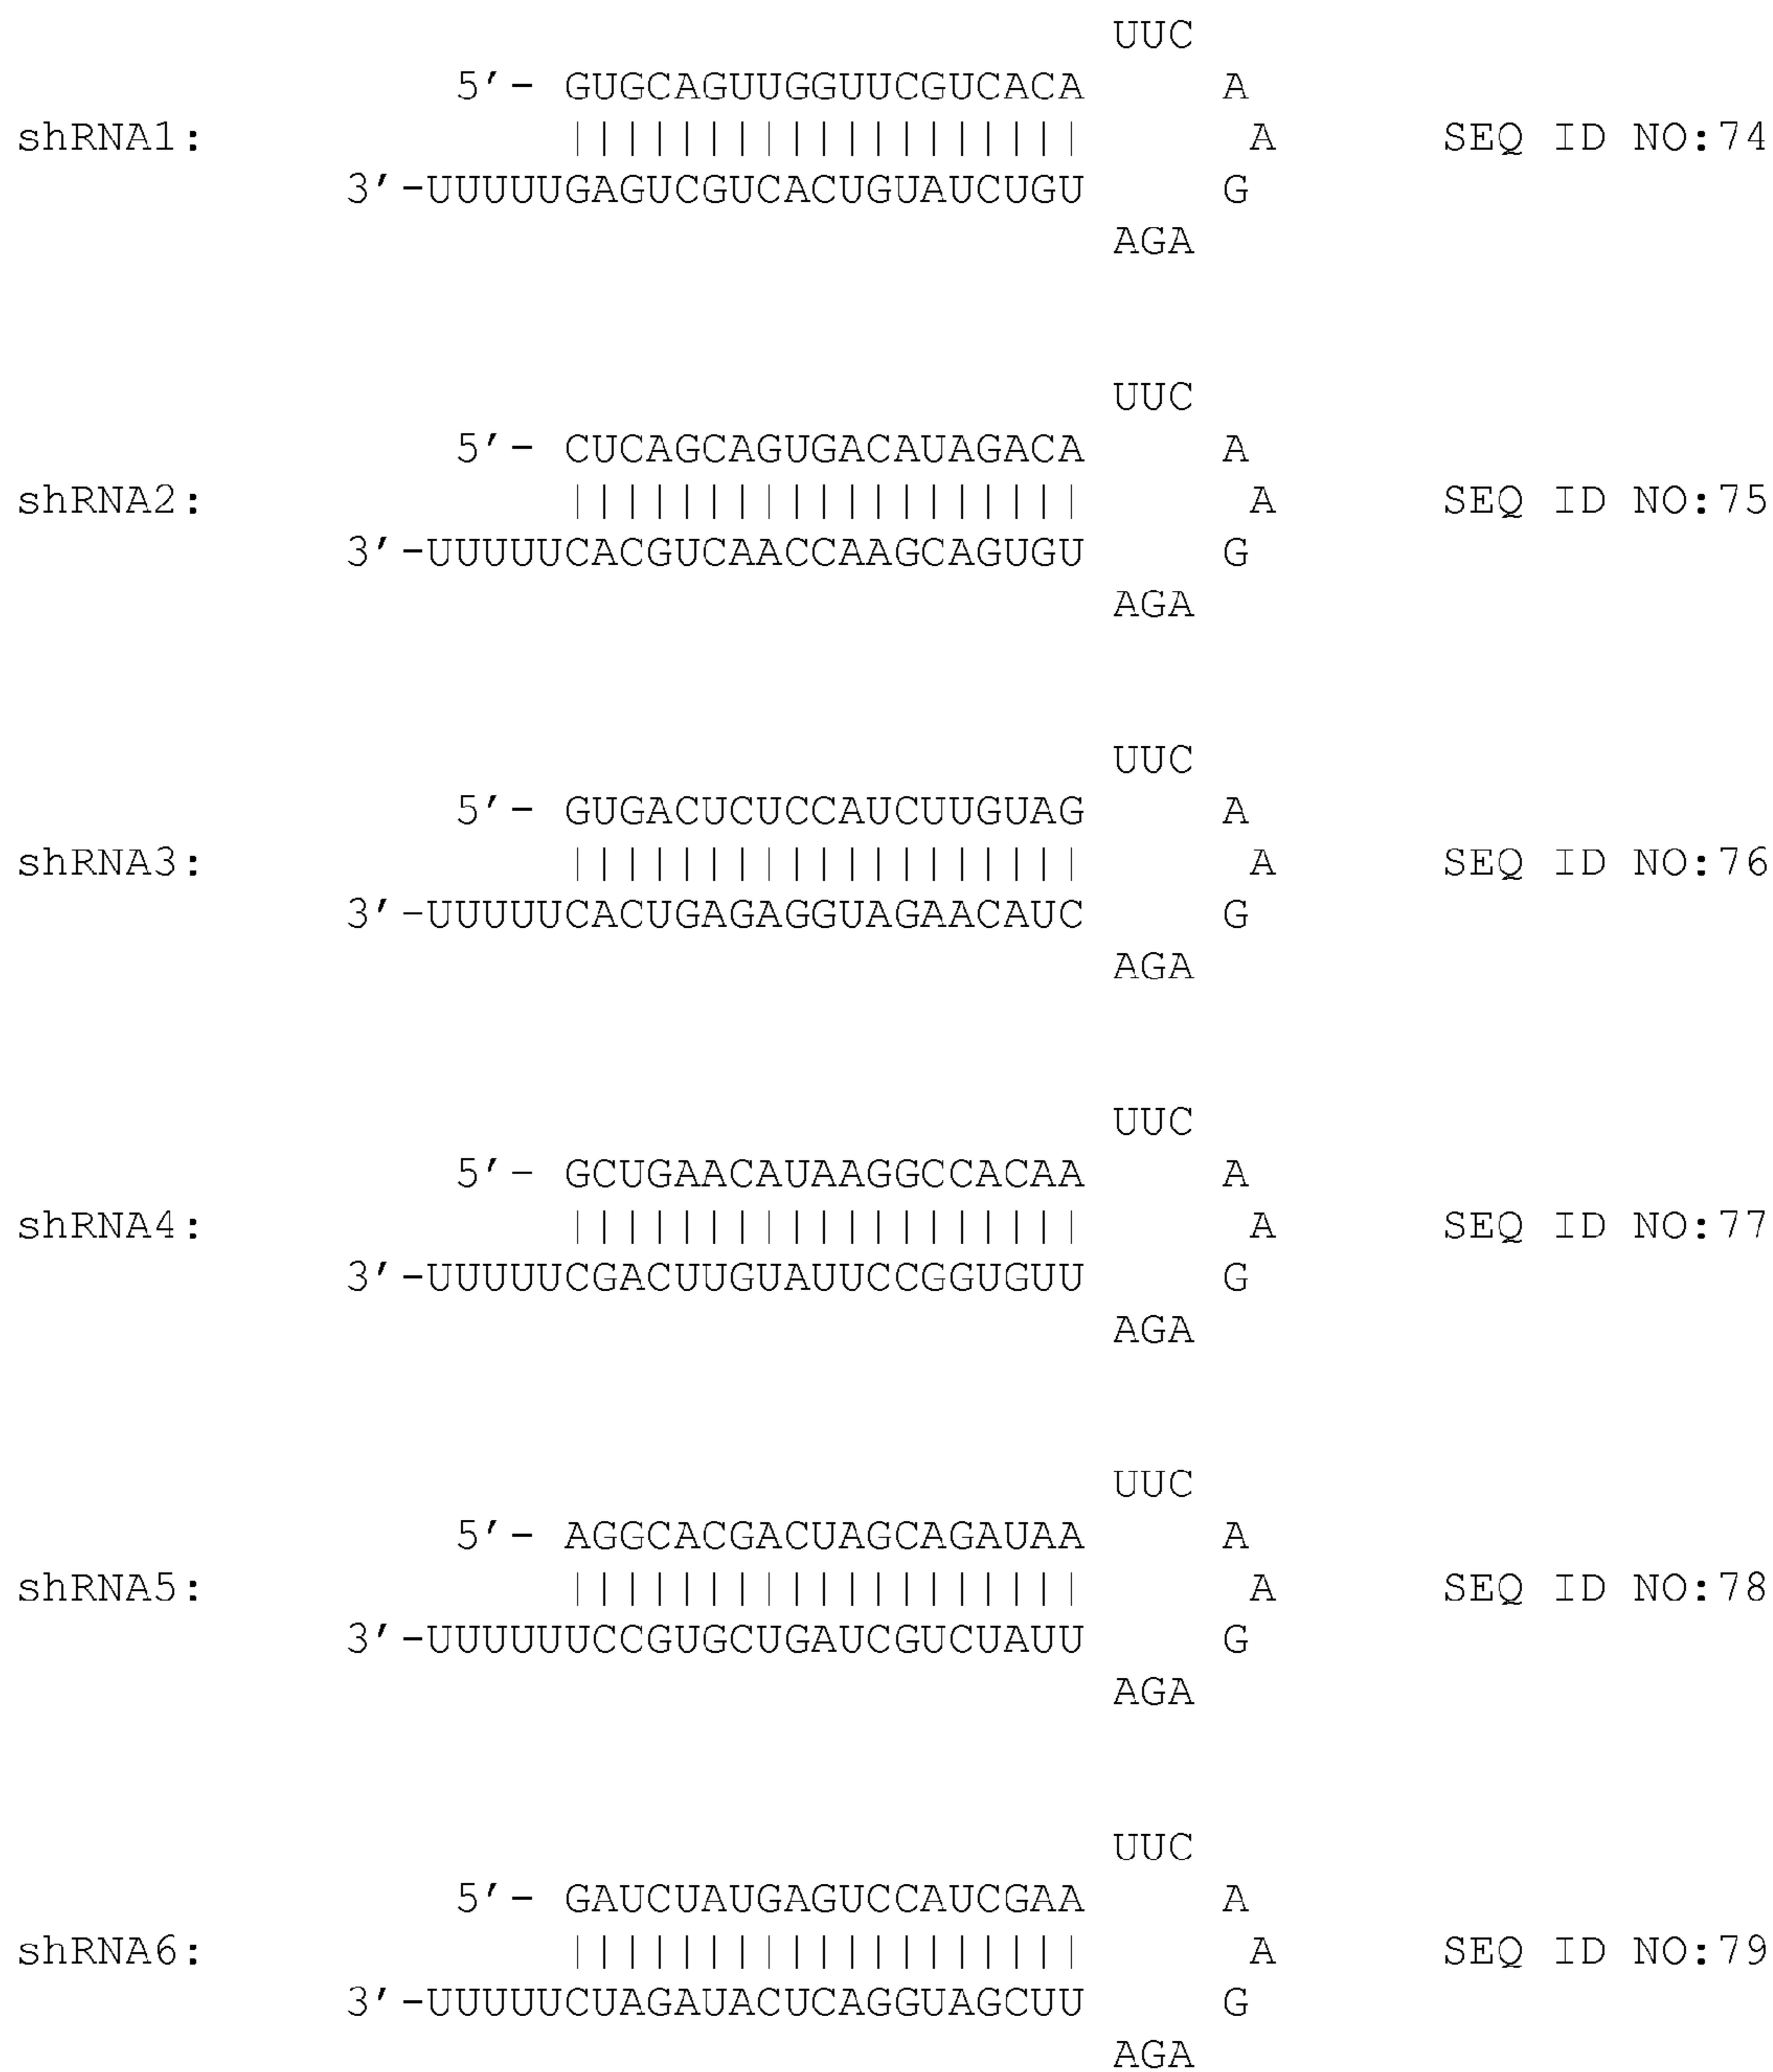 UUC
5'- GUGCAGUUGGUUCGUCACA A
shRNA1: ||||||||||||||||||| A SEQ ID NO:74
3'-UUUUUGAGUCGUCACUGUAUCUGU G
AGA
UUC
5'- CUCAGCAGUGACAUAGACA A
shRNA2: ||||||||||||||||||| A SEQ ID NO:75
3'-UUUUUCACGUCAACCAAGCAGUGU G
AGA
UUC
5'- GUGACUCUCCAUCUUGUAG A
shRNA3: ||||||||||||||||||| A SEQ ID NO:76
3'-UUUUUCACUGAGAGGUAGAACAUC G
AGA
UUC
5'- GCUGAACAUAAGGCCACAA A
shRNA4: ||||||||||||||||||| A SEQ ID NO:77
3'-UUUUUCGACUUGUAUUCCGGUGUU G
AGA
UUC
5'- AGGCACGACUAGCAGAUAA A
shRNA5: ||||||||||||||||||| A SEQ ID NO:78
3'-UUUUUUCCGUGCUGAUCGUCUAUU G
AGA
UUC
5'- GAUCUAUGAGUCCAUCGAA A
shRNA6: ||||||||||||||||||| A SEQ ID NO:79
3'-UUUUUCUAGAUACUCAGGUAGCUU G
AGA